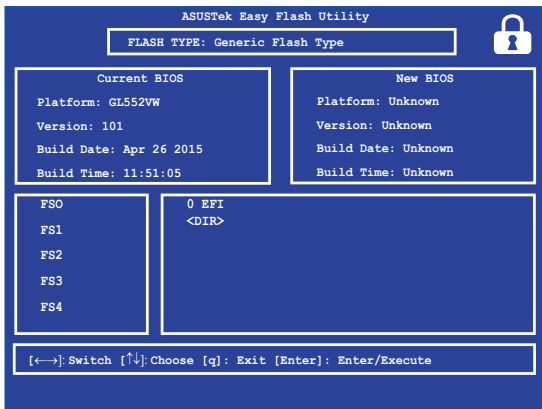 ASUSTek Easy Flash Utility
FLASH TYPE: Generic Flash Type
Current BIOS
Platform: GL552VW
Version: 101
Build Date: Apr 26 2015
Build Time: 11:51:05
New BIOS
Platform: Unknown
Version: Unknown
Build Date: Unknown
Build Time: Unknown
FSO
FS1
FS2
FS3
FS4
0 EFI
<DIR>
[←→]: Switch [↑↓]: Choose [q]: Exit [Enter]: Enter/Execute